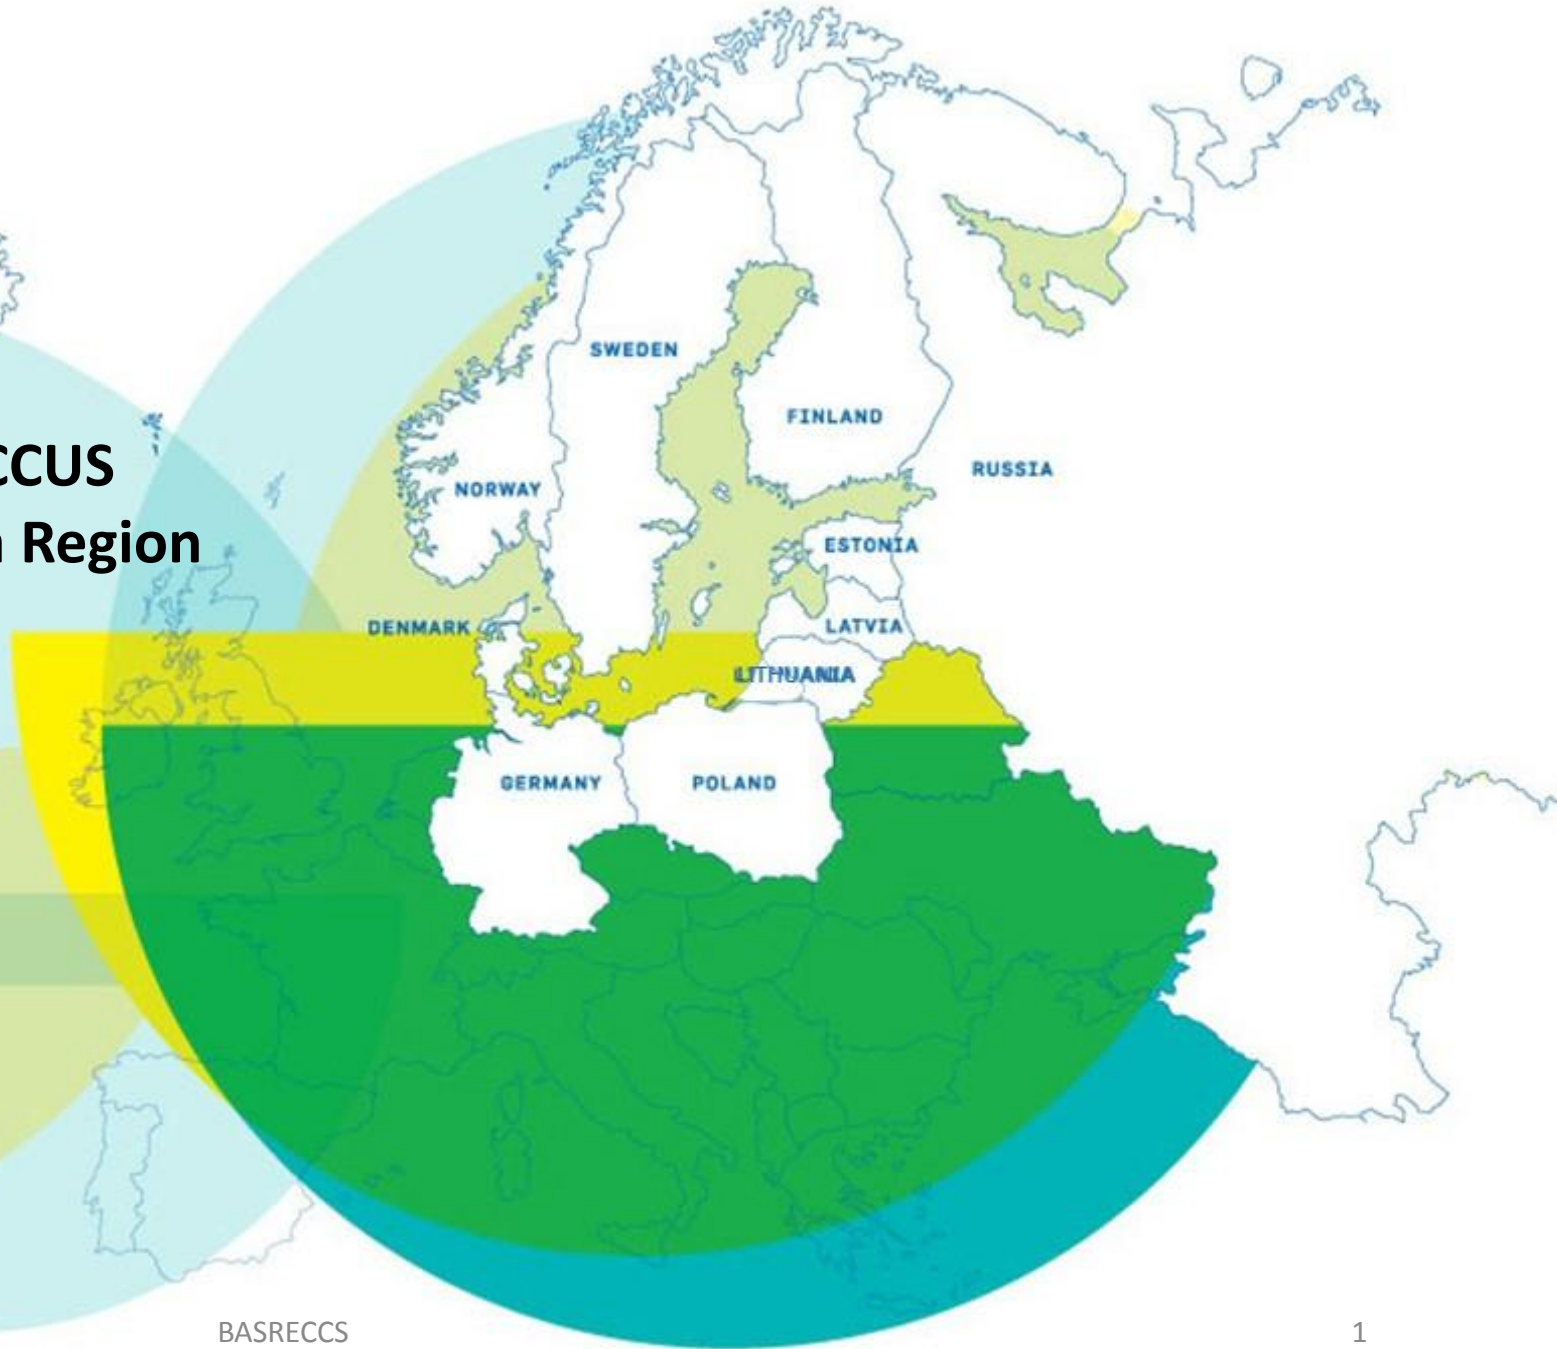 SWEDEN
FINLAND
RUSSIA
CCUS
NORWAY
Region
ESTONIA
DENMARK
LATVIA
LITHUANIA
GERMANY
POLAND
BASRECCS
1